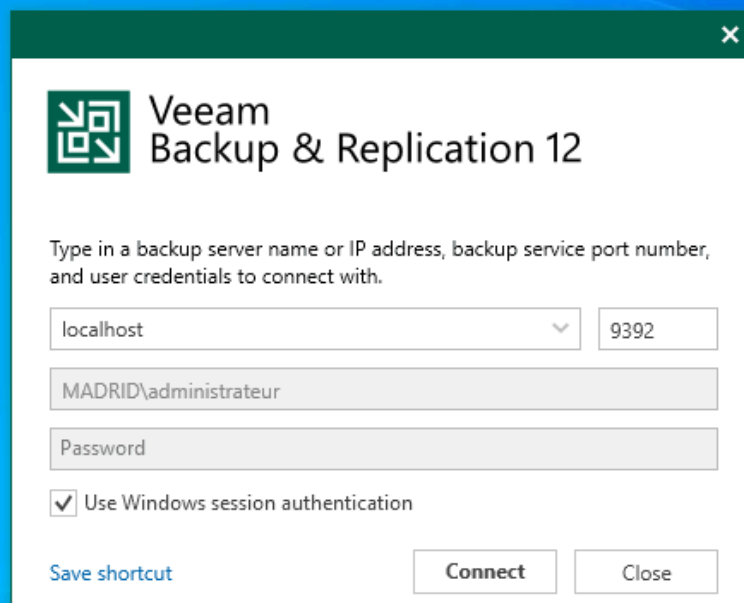 Veeam
Backup & Replication 12
Type in a backup server name or IP address, backup service port number,
and user credentials to connect with.
localhost
9392
MADRID\administrateur
Password
Use Windows session authentication
Save shortcut
Connect
Close